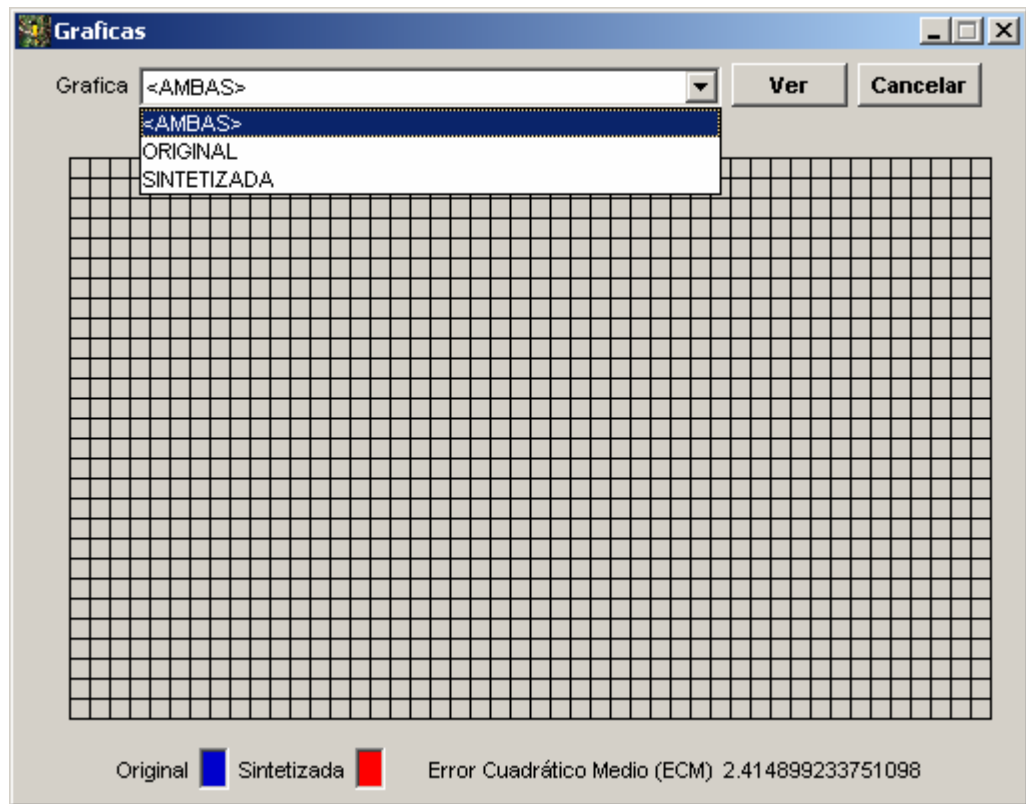 Graficas
Grafica <AMBAS> Ver Cancelar
<AMBAS>
ORIGINAL
SINTETIZADA
Original Sintetizada Error Cuadrático Medio (ECM) 2.414899233751098